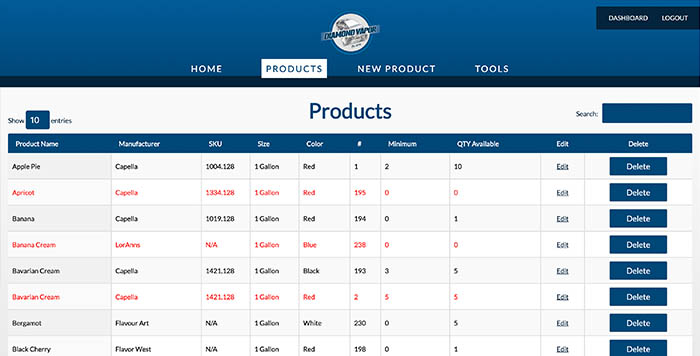 DASHBOARD LOGOUT
DIAMOND VAPOR
HOME PRODUCTS NEW PRODUCT TOOLS
Products
Show 10 entries Search:
Product Name Manufacturer SKU Size Color # Minimum QTY Available Edit Delete
Apple Pie Capella 1004.128 1 Gallon Red 1 2 10 Edit Delete
Apricot Capella 1334.128 1 Gallon Red 195 0 0 Edit Delete
Banana Capella 1019.128 1 Gallon Red 194 0 1 Edit Delete
Banana Cream LorAnns N/A 1 Gallon Blue 238 0 0 Edit Delete
Bavarian Cream Capella 1421.128 1 Gallon Black 193 3 5 Edit Delete
Bavarian Cream Capella 1421.128 1 Gallon Red 2 5 5 Edit Delete
Bergamot Flavour Art N/A 1 Gallon White 230 0 5 Edit Delete
Black Cherry Flavor West N/A 1 Gallon Red 198 0 1 Edit Delete